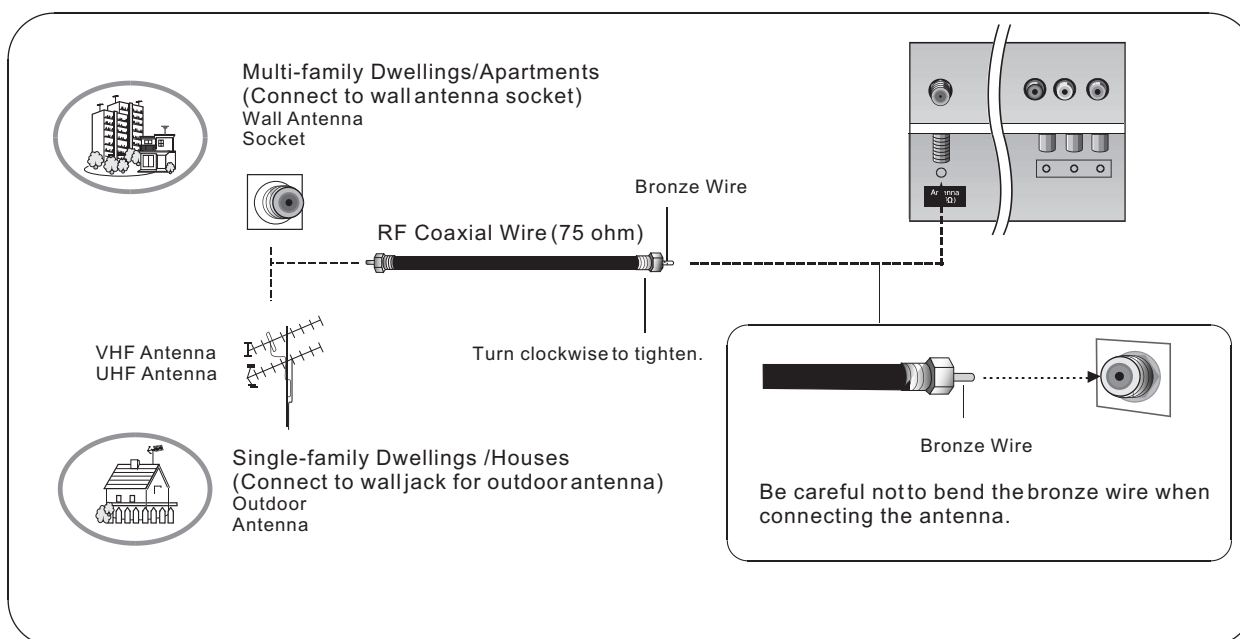 Multi-family Dwellings/Apartments
(Connect to wall antenna socket)
Wall Antenna
Socket
Bronze Wire
Antenna
Ω)
RF Coaxial Wire (75 ohm)
VHF Antenna
UHF Antenna
Turn clockwise to tighten.
Bronze Wire
Be careful not to bend the bronze wire when
connecting the antenna.
Single-family Dwellings /Houses
(Connect to wall jack for outdoor antenna)
Outdoor
Antenna